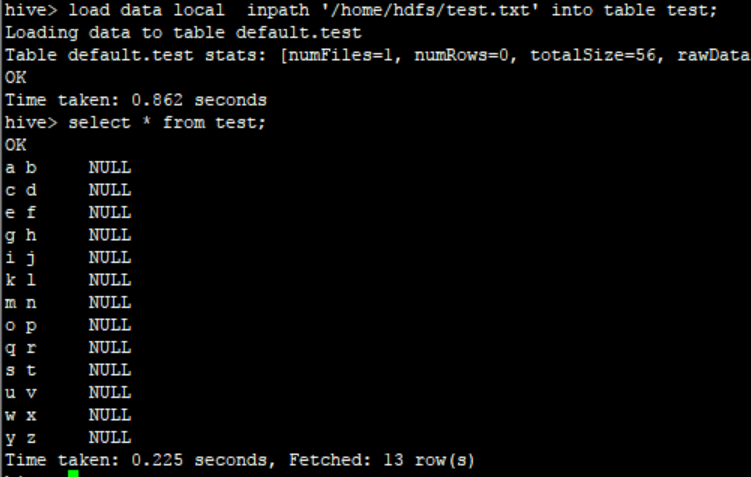 hive> load data local  inpath '/home/hdfs/test.txt' into table test;
Loading data to table default.test
Table default.test stats: [numFiles=1, numRows=0, totalSize=56, rawData
OK
Time taken: 0.862 seconds
hive> select * from test;
OK
a b     NULL
c d     NULL
e f     NULL
g h     NULL
i j     NULL
k l     NULL
m n     NULL
o p     NULL
q r     NULL
s t     NULL
u v     NULL
w x     NULL
y z     NULL
Time taken: 0.225 seconds, Fetched: 13 row(s)